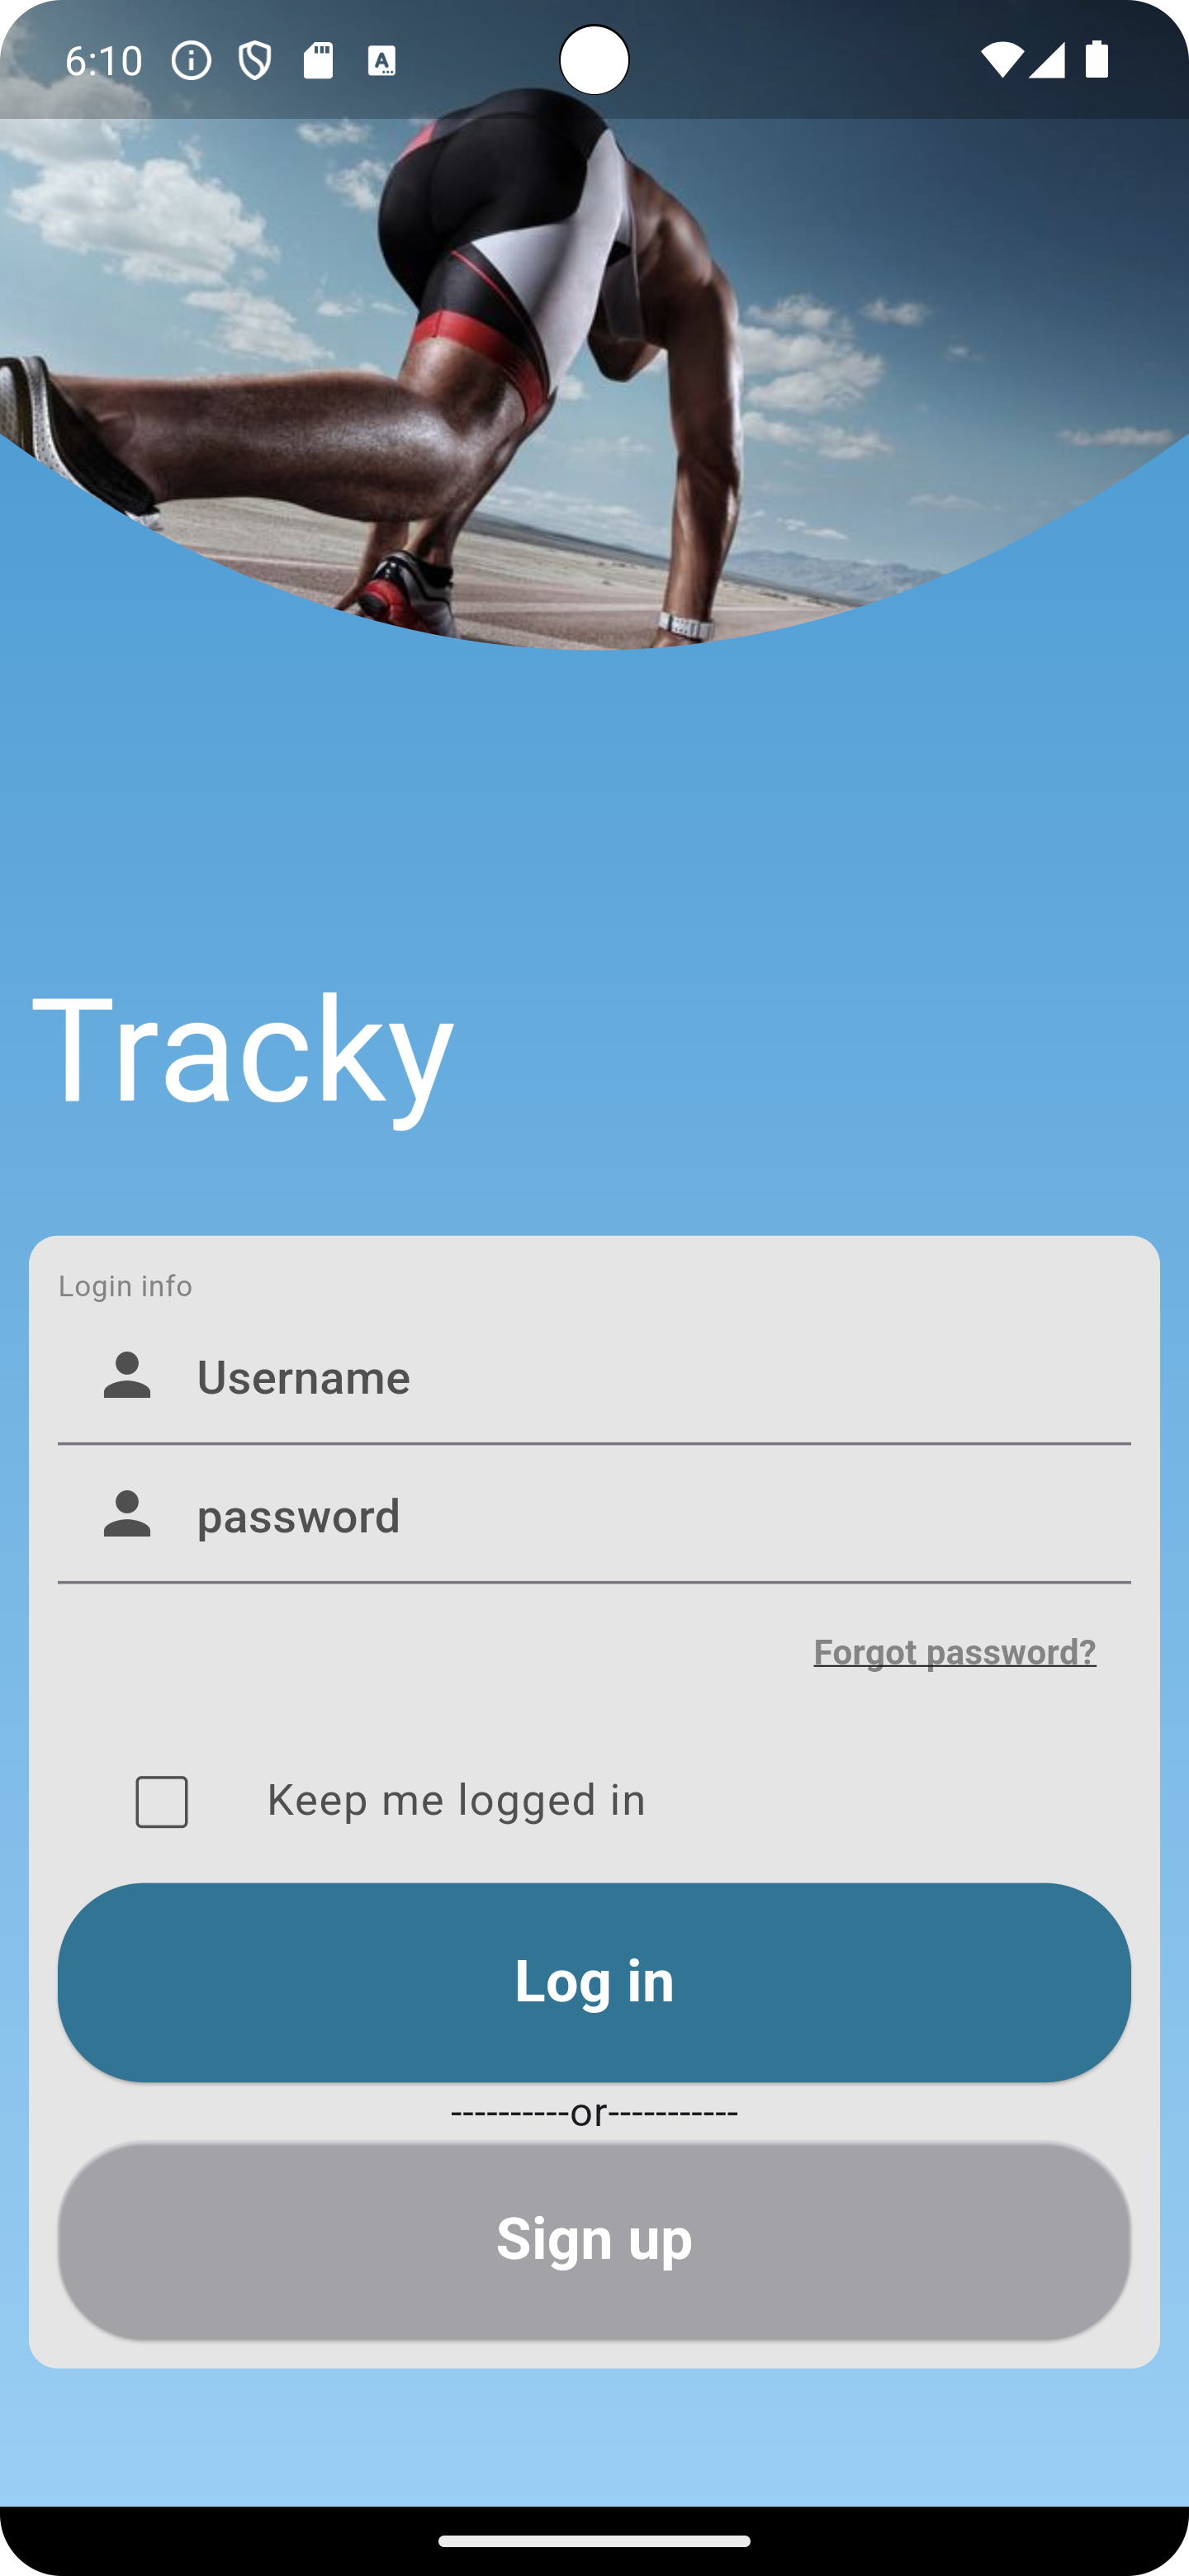 6:10
Tracky
Login info
Username
password
Forgot password?
Keep me logged in
Log in
----------or-----------
Sign up